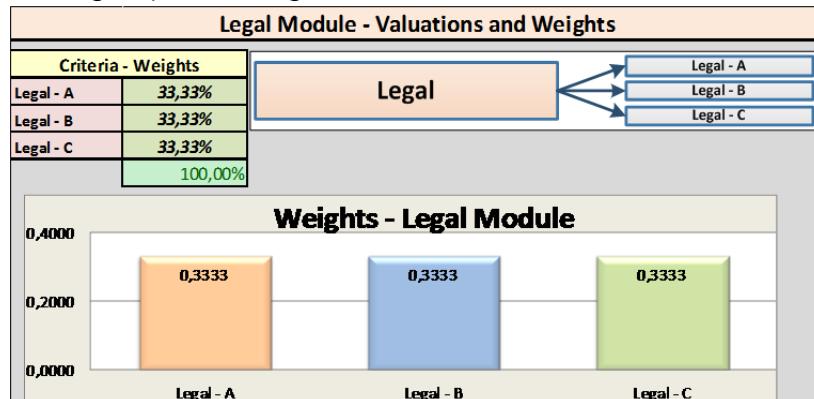 Legal Module - Valuations and Weights
Criteria - Weights
Legal - A 33,33%
Legal - B 33,33%
Legal - C 33,33%
100,00%
Legal
Legal - A
Legal - B
Legal - C
Weights - Legal Module
0,4000
0,2000
0,0000
0,3333 0,3333 0,3333
Legal - A Legal - B Legal - C